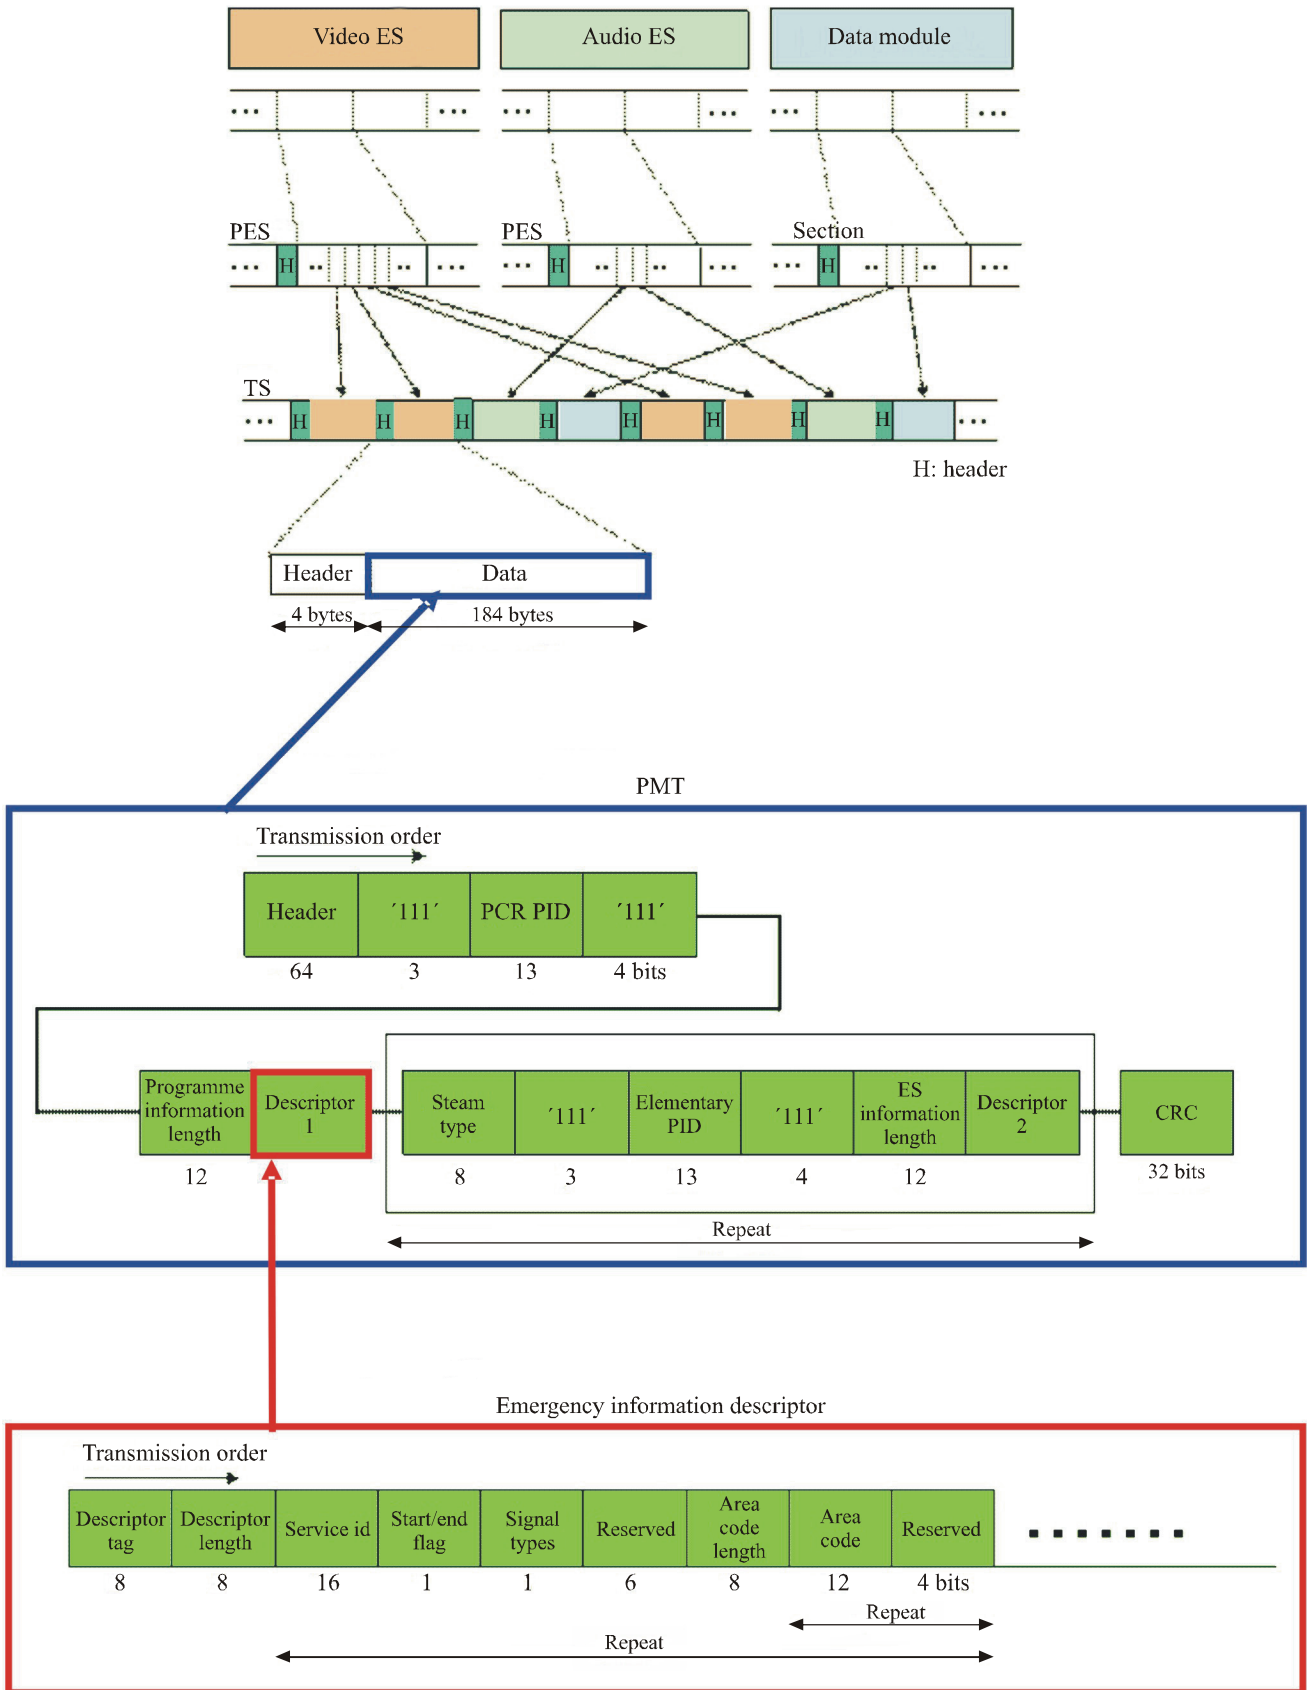 Video ES
Audio ES
Data module
PES
PES
Section
H
H
H
TS
H
H
H
H
H
H
H
H
H: header
Header
Data
4 bytes
184 bytes
PMT
Transmission order
Header
´111´
PCR PID
´111´
64
3
13
4 bits
Programme
information
length
Descriptor
1
Steam
type
´111´
Elementary
PID
´111´
ES
information
length
Descriptor
2
CRC
12
8
3
13
4
12
32 bits
Repeat
Emergency information descriptor
Transmission order
Descriptor
tag
Descriptor
length
Service id
Start/end
flag
Signal
types
Reserved
Area
code
length
Area
code
Reserved
8
8
16
1
1
6
8
12
4 bits
Repeat
Repeat